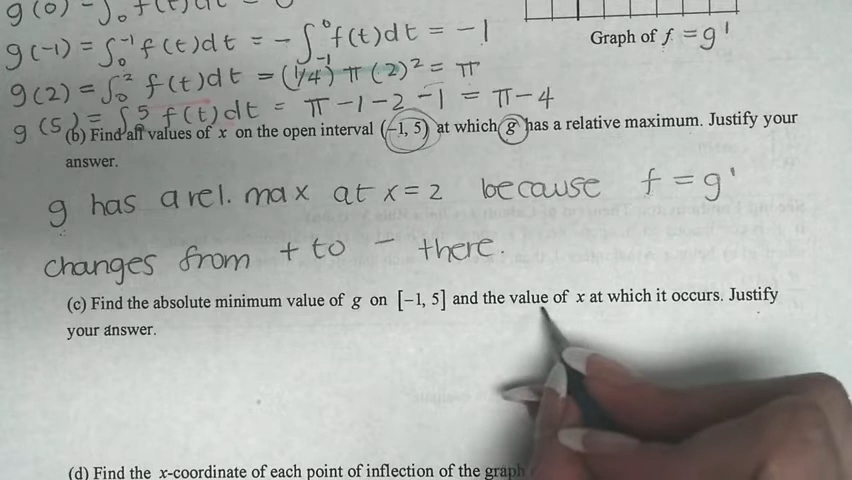 g(0) = ∫₀ f(t)dt = 0
g(-1) = ∫₀⁻¹ f(t)dt = -∫₋₁⁰ f(t)dt = -1
Graph of f = g'
g(2) = ∫₀² f(t)dt = (1/4) π (2)² = π
g(5) = ∫ 5 f(t)dt = π-1-2-1 = π-4
(b) Find all values of x on the open interval (-1, 5) at which g has a relative maximum. Justify your
answer.
g has a rel. max at x=2 because f = g'
changes from + to - there.
(c) Find the absolute minimum value of g on [-1, 5] and the value of x at which it occurs. Justify
your answer.
(d) Find the x-coordinate of each point of inflection of the graph